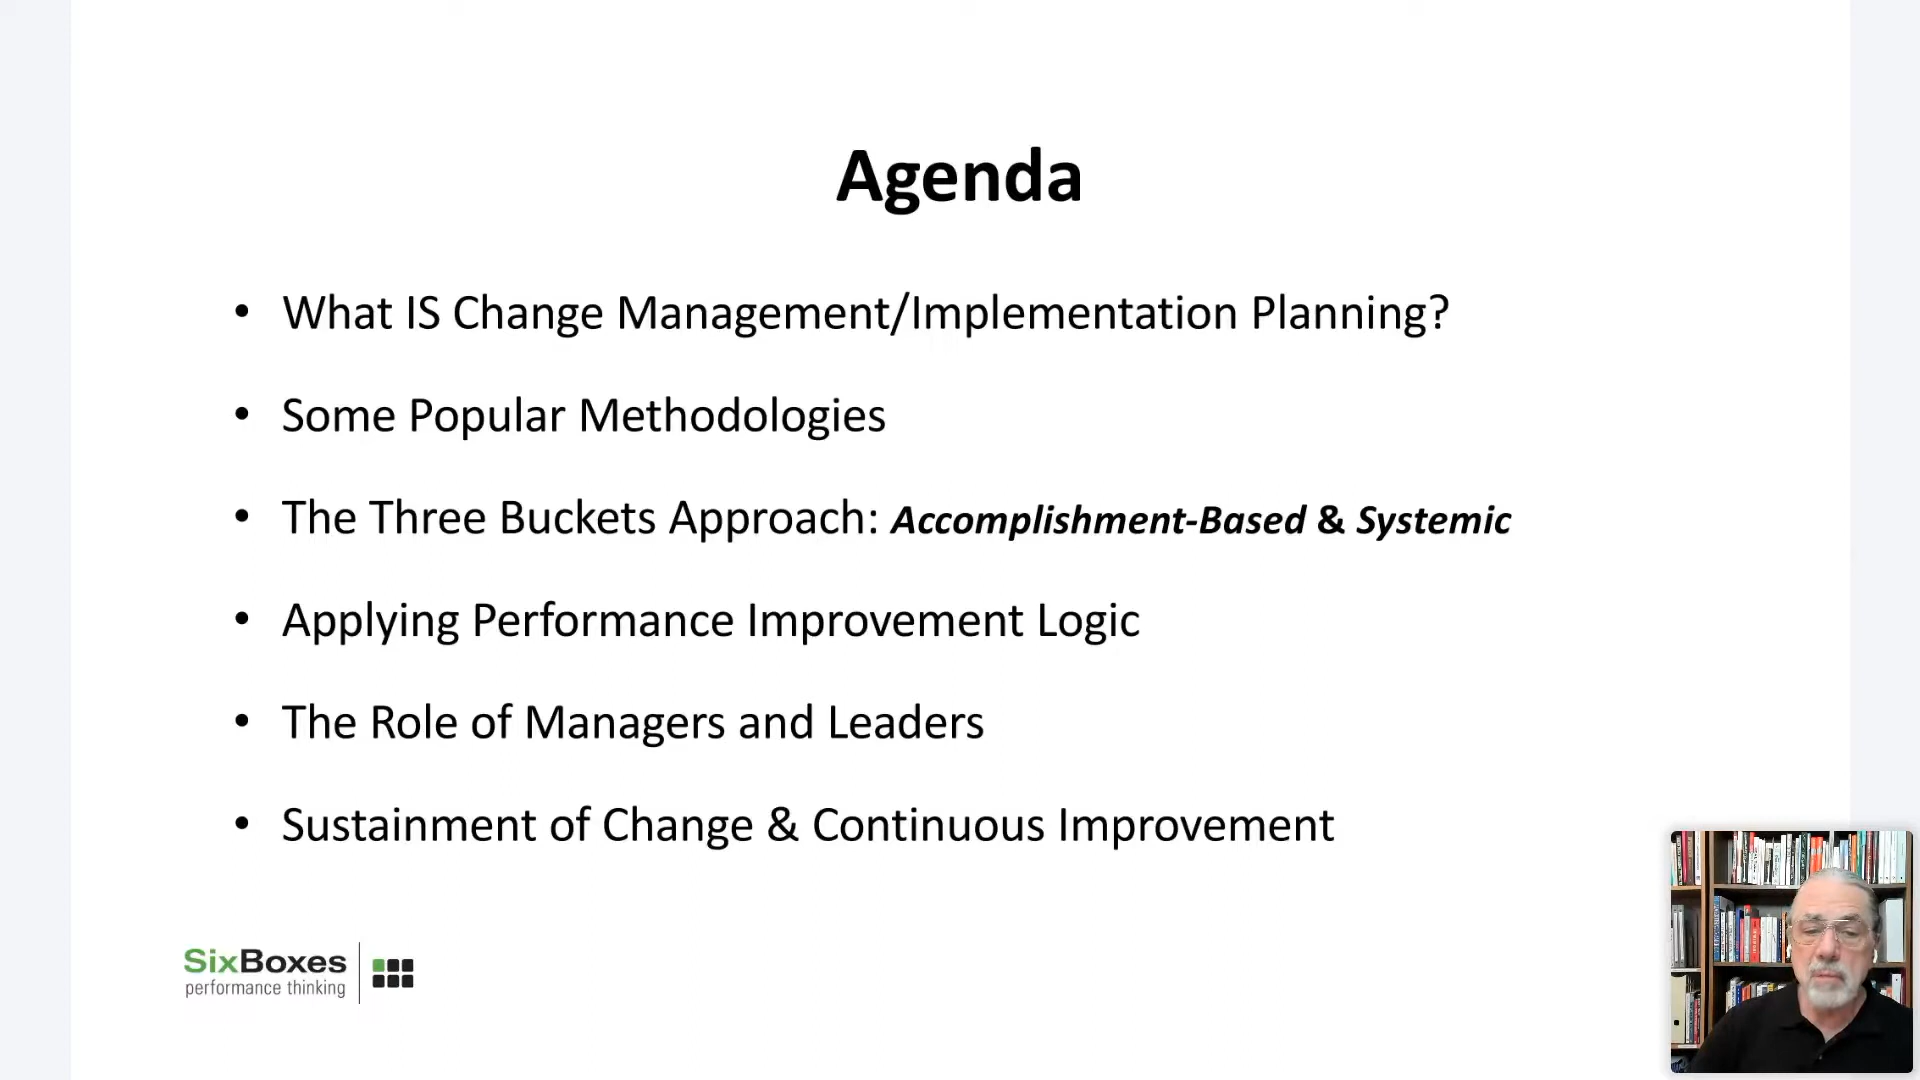 Agenda
• What IS Change Management/Implementation Planning?
• Some Popular Methodologies
• The Three Buckets Approach: Accomplishment-Based & Systemic
• Applying Performance Improvement Logic
• The Role of Managers and Leaders
• Sustainment of Change & Continuous Improvement
SixBoxes
performance thinking